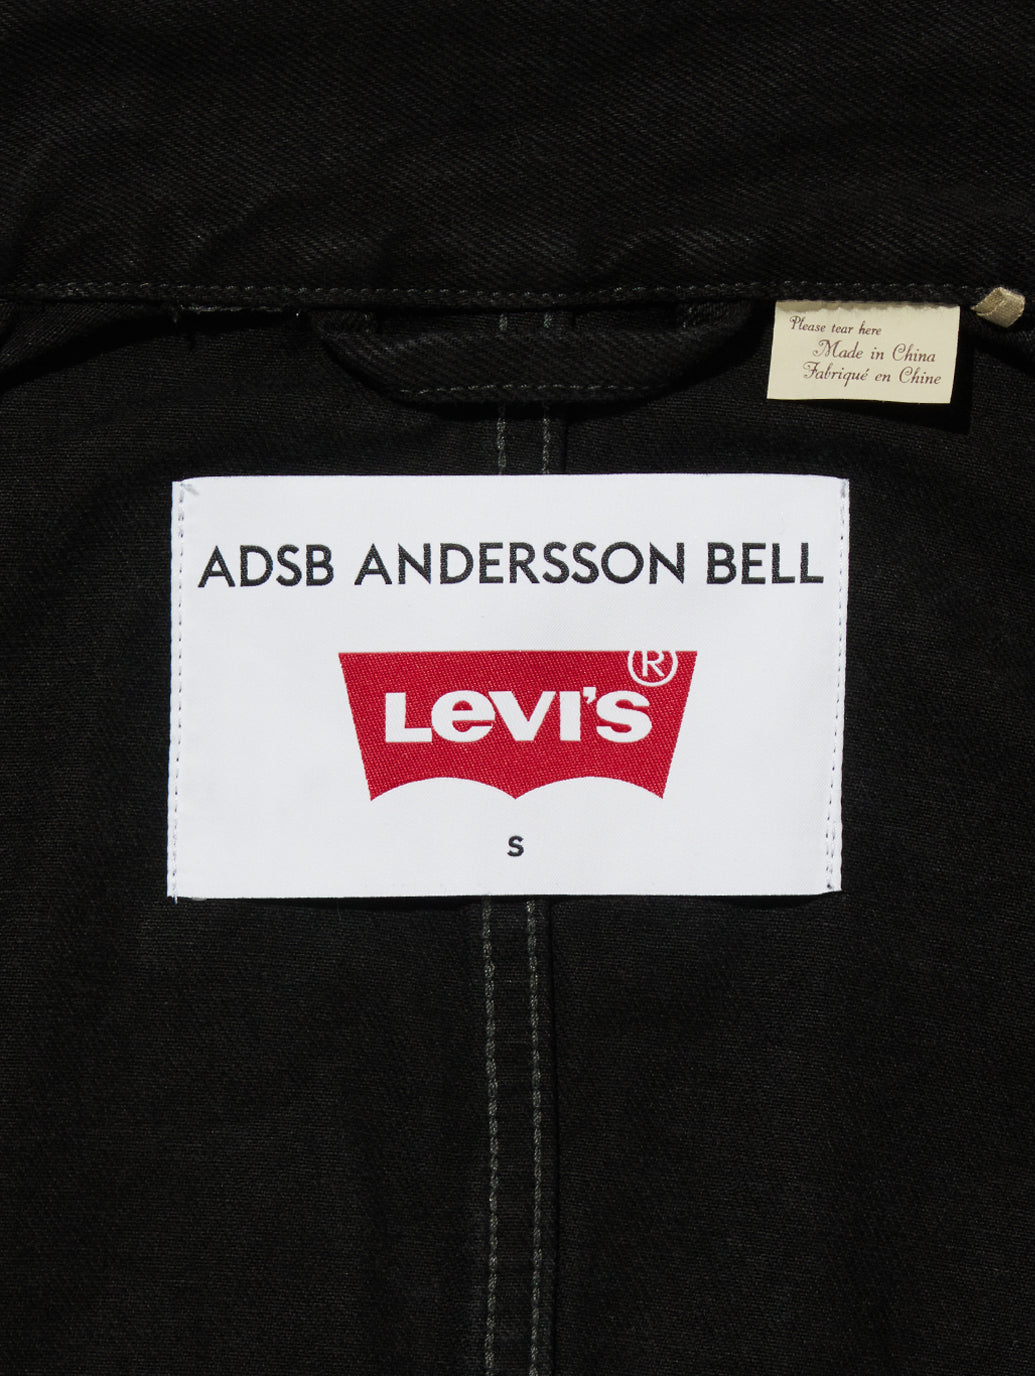 Please tear here
Made in China
Fabriqué en Chine
ADSB ANDERSSON BELL
LEVI'S®
S